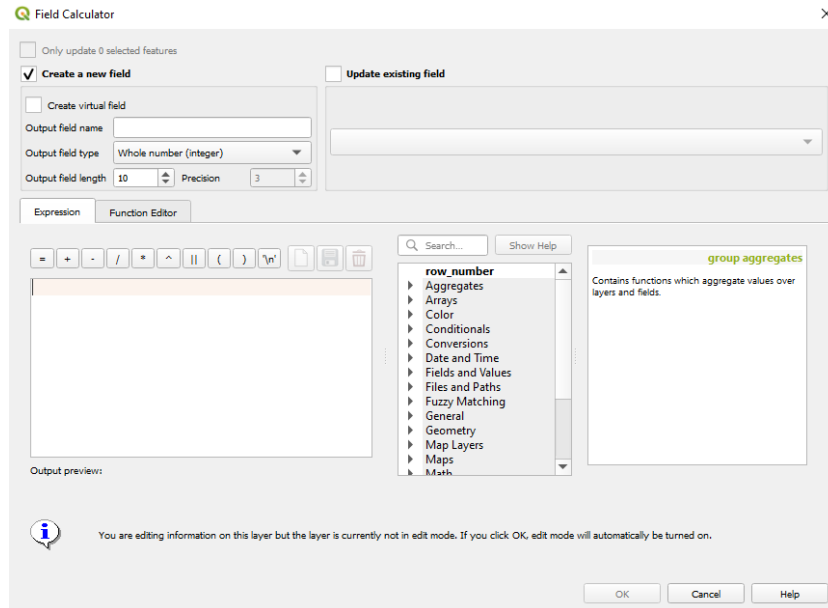 Field Calculator
Only update 0 selected features
Create a new field
Update existing field
Create virtual field
Output field name
Output field type Whole number (integer)
Output field length 10 Precision 3
Expression Function Editor
Search... Show Help
= + - / * ^ || ( ) '\n'
row_number
Aggregates
Arrays
Color
Conditionals
Conversions
Date and Time
Fields and Values
Files and Paths
Fuzzy Matching
General
Geometry
Map Layers
Maps
Math
group aggregates
Contains functions which aggregate values over
layers and fields.
Output preview:
You are editing information on this layer but the layer is currently not in edit mode. If you click OK, edit mode will automatically be turned on.
OK Cancel Help